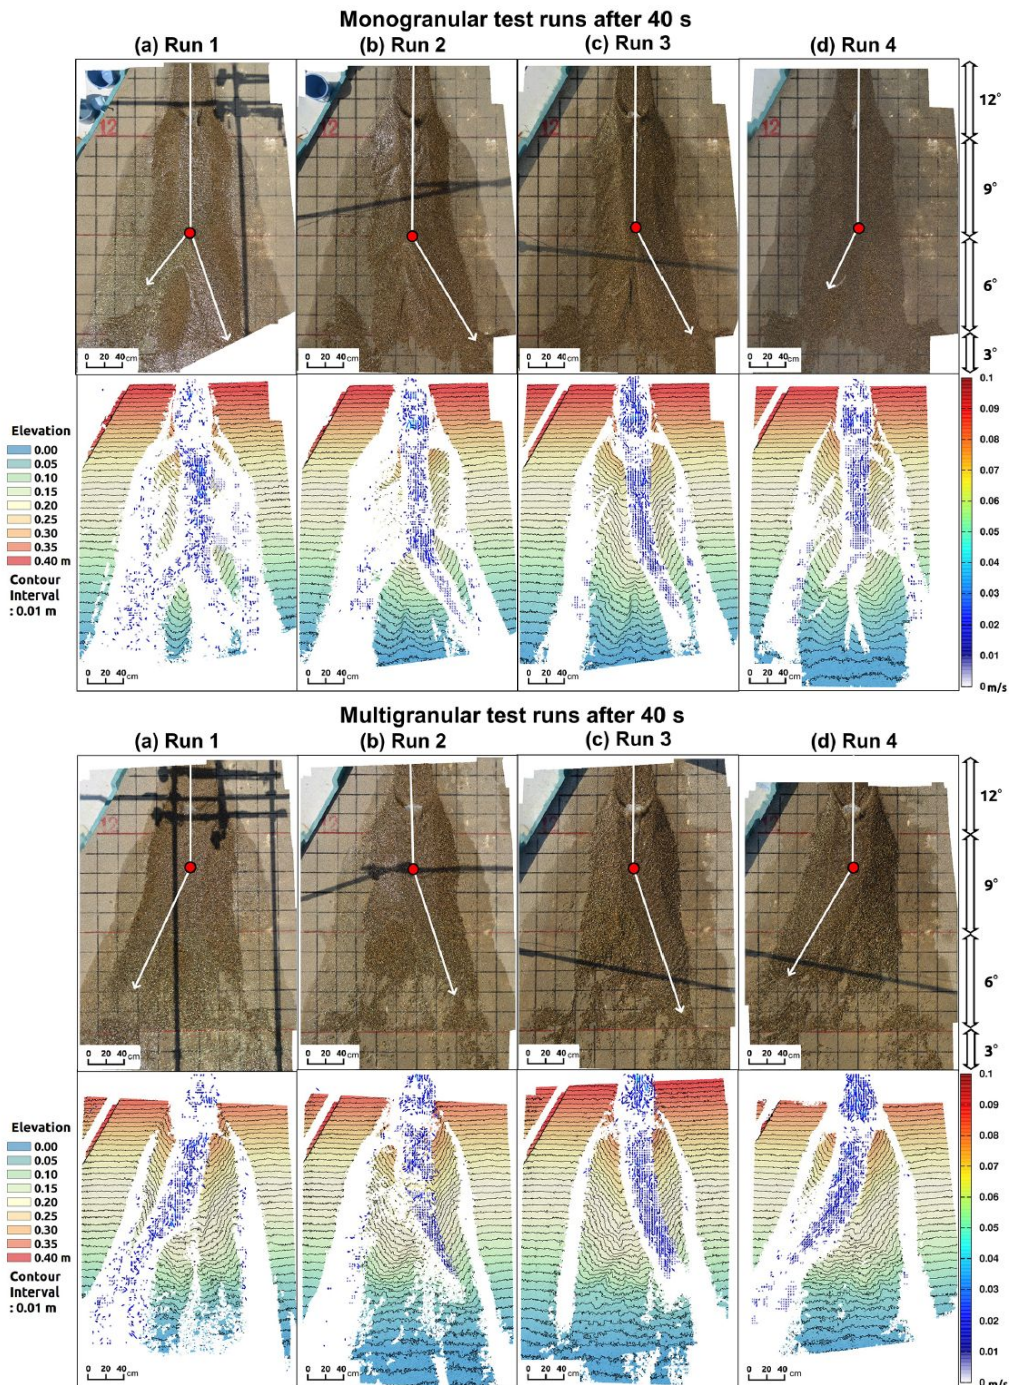 Monogranular test runs after 40 s
(a) Run 1
(b) Run 2
(c) Run 3
(d) Run 4
12
12
12
12
12°
9°
6°
3°
0 20 40 cm
0 20 40 cm
0 20 40 cm
0 20 40 cm
Elevation
0.00
0.05
0.10
0.15
0.20
0.25
0.30
0.35
0.40 m
Contour
Interval
: 0.01 m
0 20 40 cm
0 20 40 cm
0 20 40 cm
0 20 40 cm
0.1
0.09
0.08
0.07
0.06
0.05
0.04
0.03
0.02
0.01
0 m/s
Multigranular test runs after 40 s
(a) Run 1
(b) Run 2
(c) Run 3
(d) Run 4
12
12
12
12
12°
9°
6°
3°
0 20 40 cm
0 20 40 cm
0 20 40 cm
0 20 40 cm
Elevation
0.00
0.05
0.10
0.15
0.20
0.25
0.30
0.35
0.40 m
Contour
Interval
: 0.01 m
0 20 40 cm
0 20 40 cm
0 20 40 cm
0 20 40 cm
0.1
0.09
0.08
0.07
0.06
0.05
0.04
0.03
0.02
0.01
0 m/s